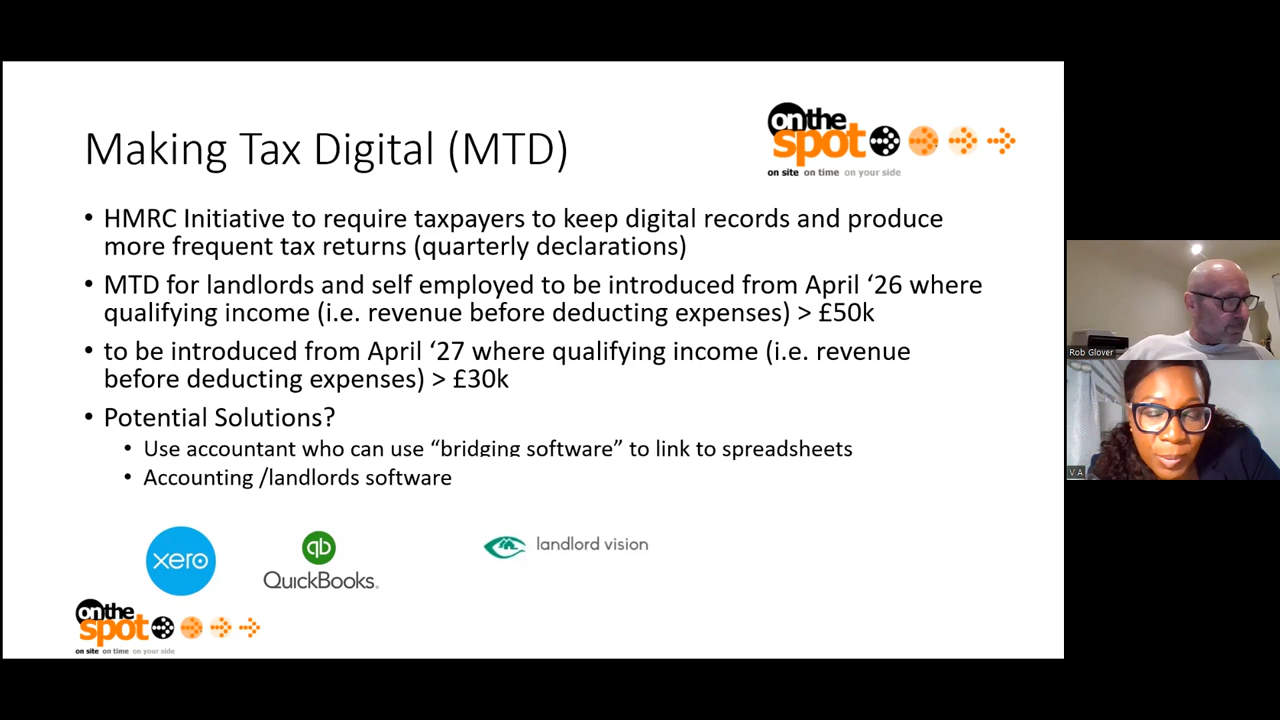 Making Tax Digital (MTD)
on the
spot
on site on time on your side
• HMRC Initiative to require taxpayers to keep digital records and produce
more frequent tax returns (quarterly declarations)
• MTD for landlords and self employed to be introduced from April ‘26 where
qualifying income (i.e. revenue before deducting expenses) > £50k
• to be introduced from April ‘27 where qualifying income (i.e. revenue
before deducting expenses) > £30k
• Potential Solutions?
• Use accountant who can use “bridging software” to link to spreadsheets
• Accounting /landlords software
xero
qb
QuickBooks.
landlord vision
on the
spot
on site on time on your side
Rob Glover
V A